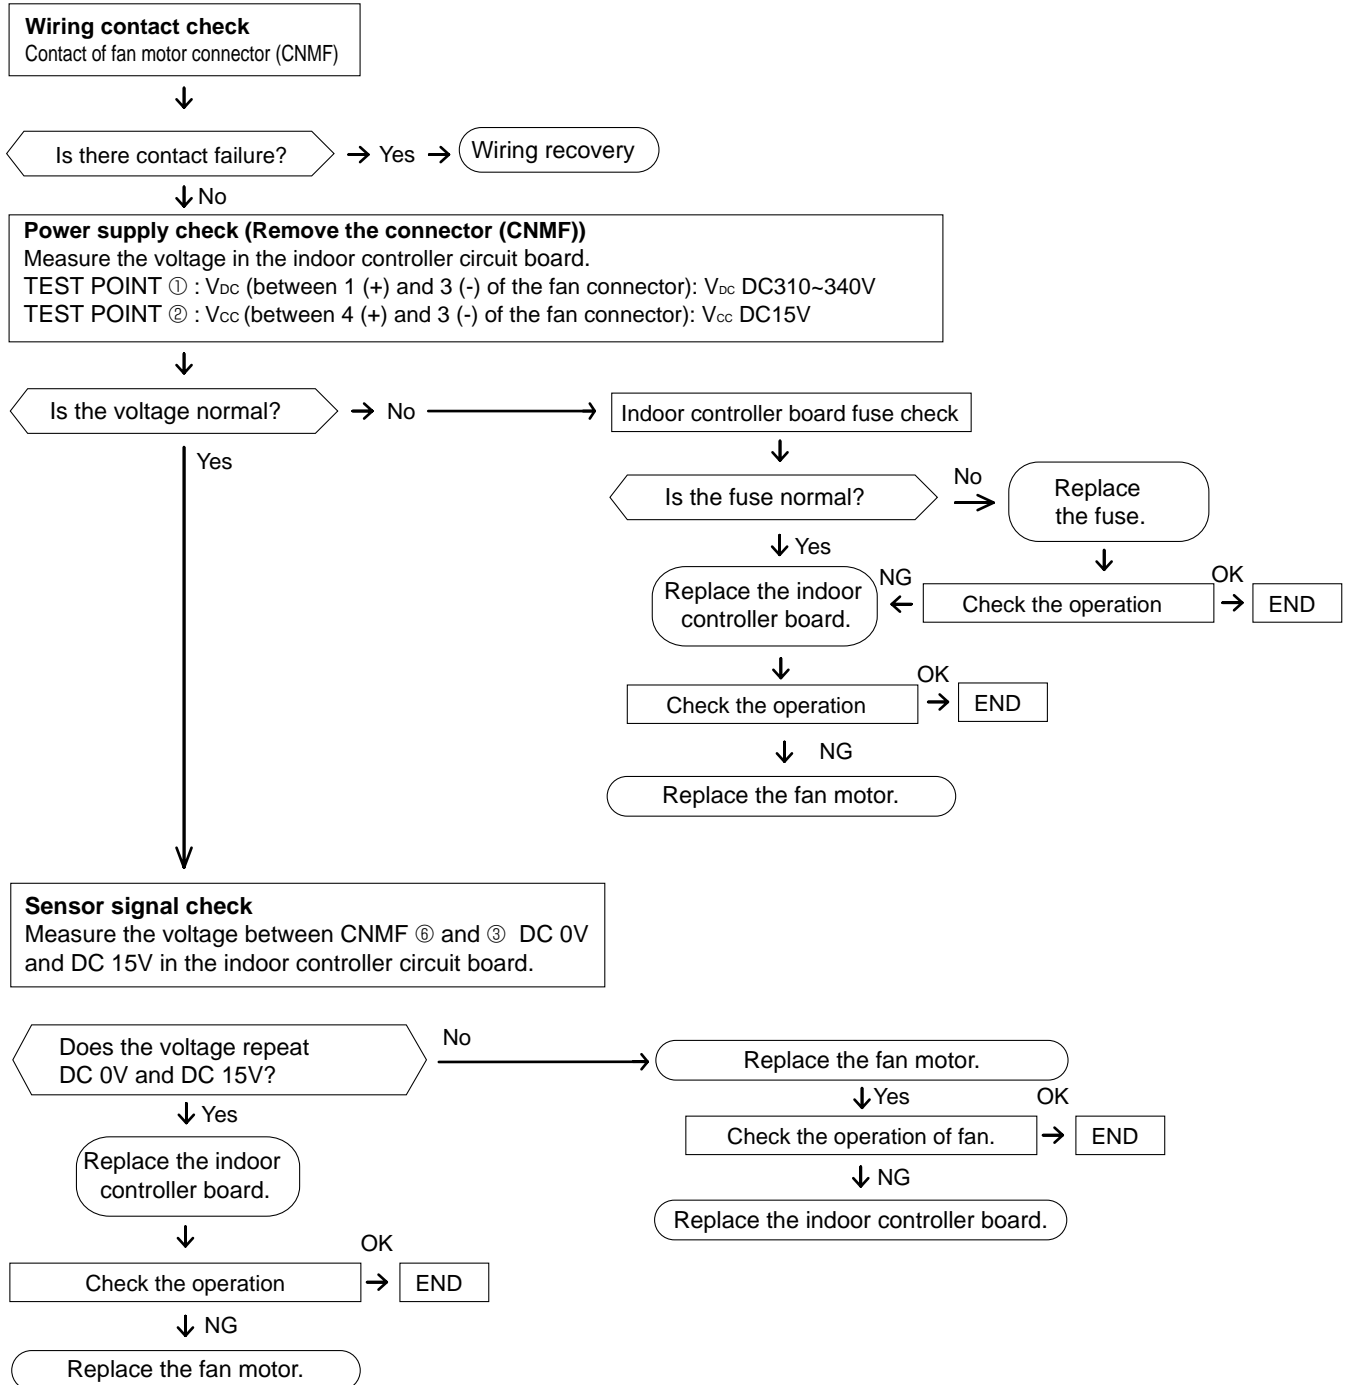 Wiring contact check
Contact of fan motor connector (CNMF)
Is there contact failure?
Yes
Wiring recovery
No
Power supply check (Remove the connector (CNMF))
Measure the voltage in the indoor controller circuit board.
TEST POINT ① : VDC (between 1 (+) and 3 (-) of the fan connector): VDC DC310~340V
TEST POINT ② : VCC (between 4 (+) and 3 (-) of the fan connector): VCC DC15V
Is the voltage normal?
No
Indoor controller board fuse check
Yes
Is the fuse normal?
No
Replace
the fuse.
Yes
Replace the indoor
controller board.
NG
Check the operation
OK
END
Check the operation
OK
END
NG
Replace the fan motor.
Sensor signal check
Measure the voltage between CNMF ⑥ and ③ DC 0V
and DC 15V in the indoor controller circuit board.
Does the voltage repeat
DC 0V and DC 15V?
No
Replace the fan motor.
Yes
Check the operation of fan.
OK
END
NG
Replace the indoor controller board.
Yes
Replace the indoor
controller board.
Check the operation
OK
END
NG
Replace the fan motor.